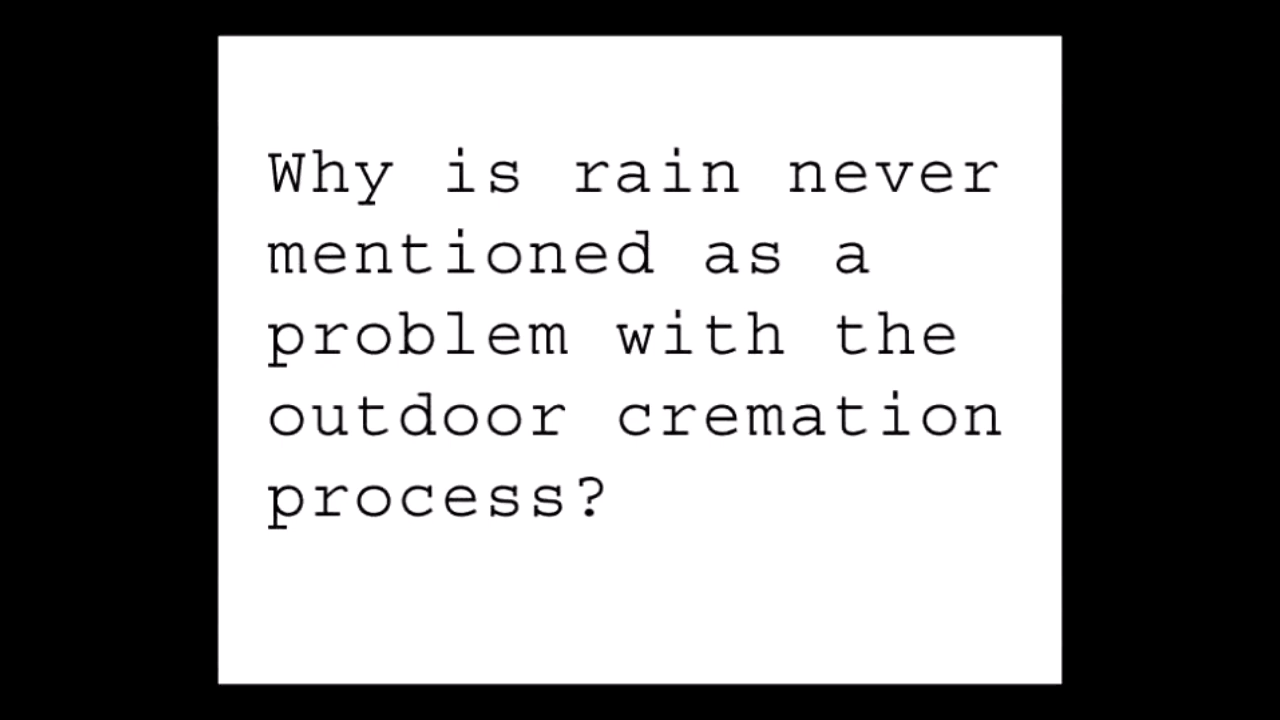 Why is rain never
mentioned as a
problem with the
outdoor cremation
process?